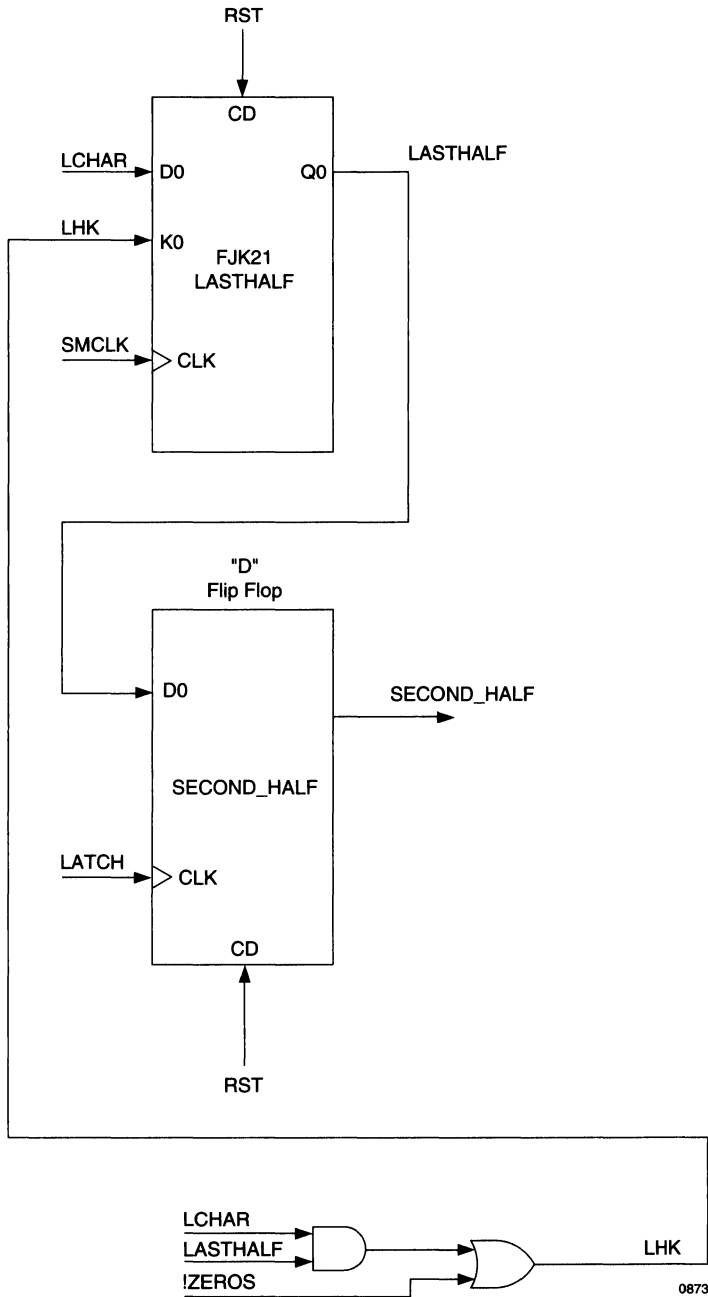 RST
CD
LCHAR
D0
Q0
LASTHALF
LHK
K0
FJK21
LASTHALF
SMCLK
CLK
"D"
Flip Flop
D0
SECOND_HALF
SECOND_HALF
LATCH
CLK
CD
RST
LCHAR
LASTHALF
LHK
!ZEROS
0873